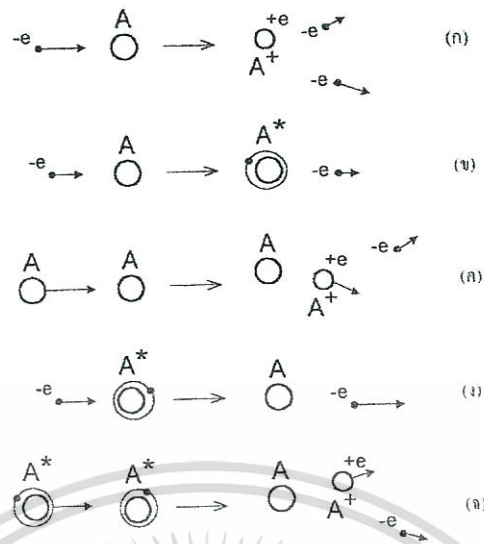 -e A +e A⁺ -e -e (ก)
-e A A* -e (ข)
A A A +e A⁺ -e (ค)
-e A* A -e (ง)
A* A* A +e A⁺ -e (จ)